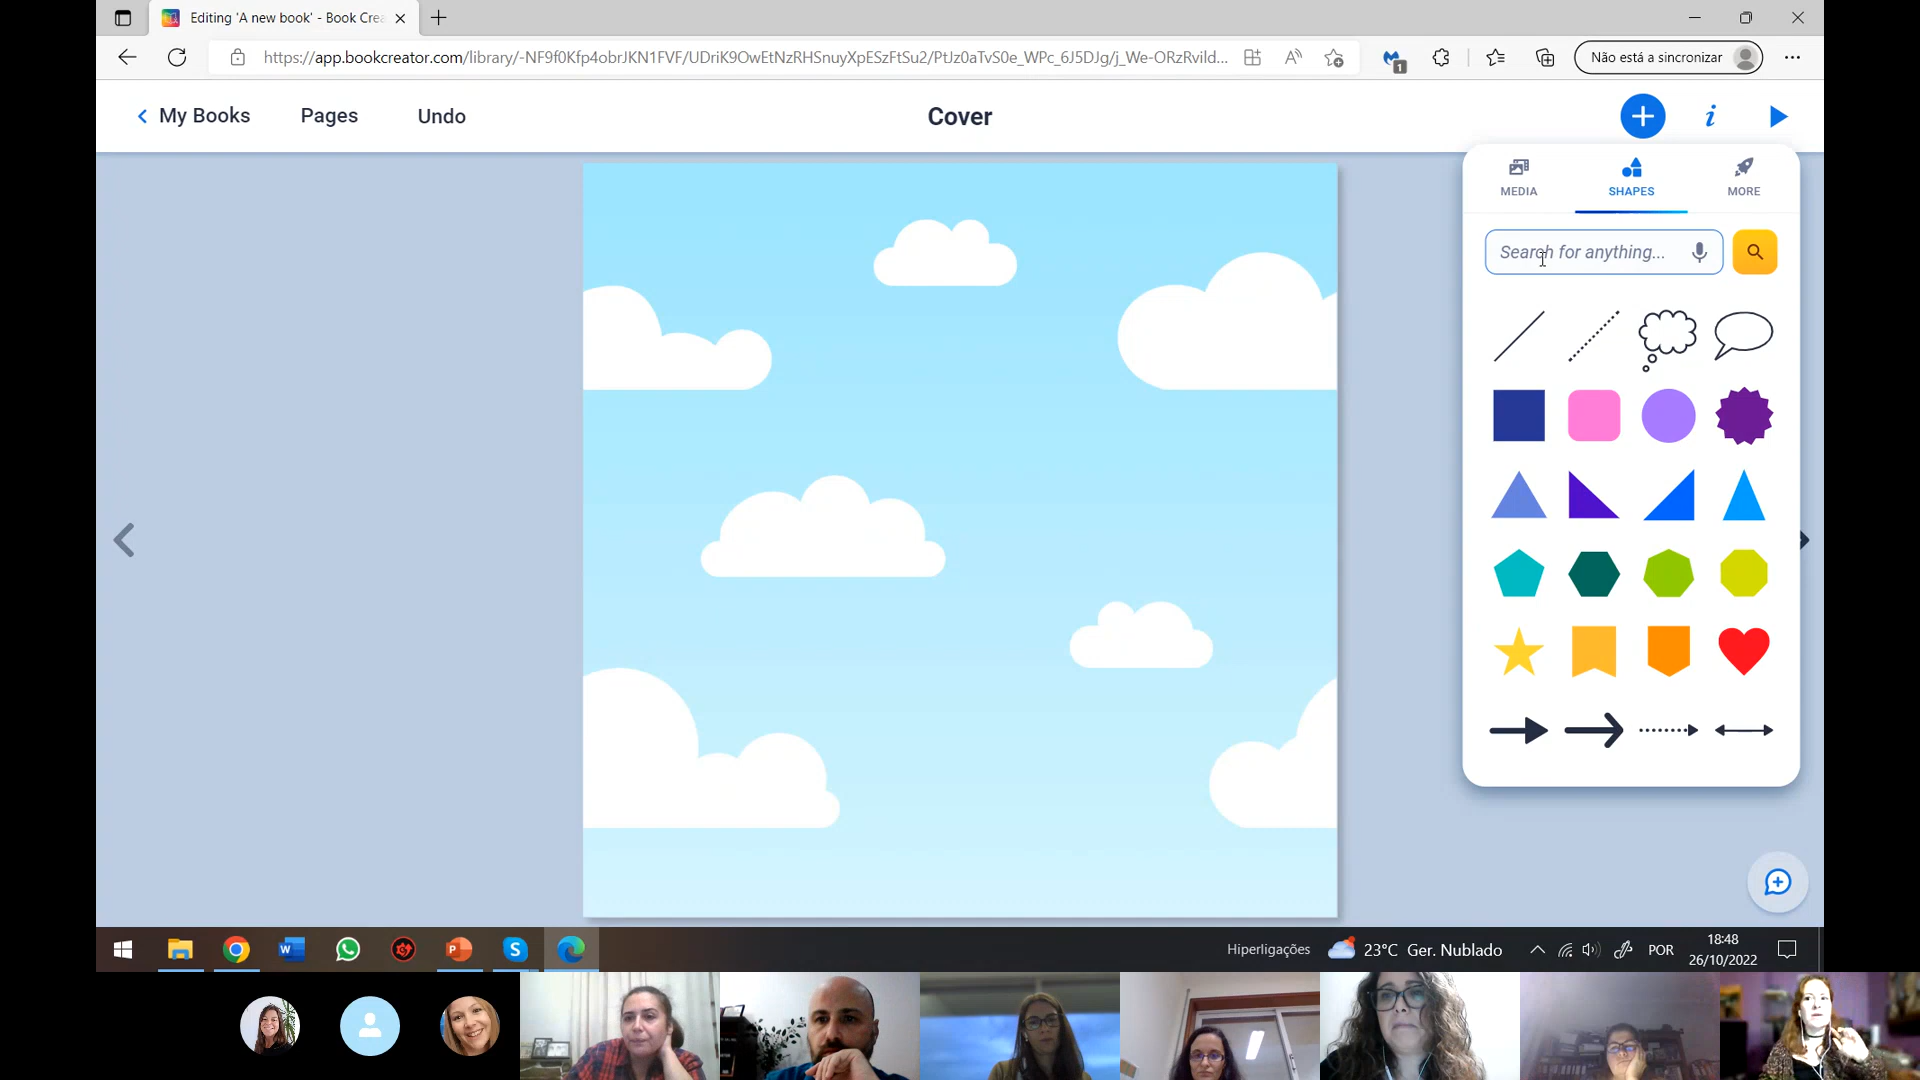 Editing 'A new book' - Book Crea
https://app.bookcreator.com/library/-NF9f0Kfp4obrJKN1FVF/UDriK9OwEtNzRHSnuyXpESzFtSu2/PtJz0aTvS0e_WPc_6J5DJg/j_We-ORzRvild...
1
Não está a sincronizar
My Books
Pages
Undo
Cover
MEDIA
SHAPES
MORE
Search for anything...
Hiperligações
23°C Ger. Nublado
POR
18:48
26/10/2022